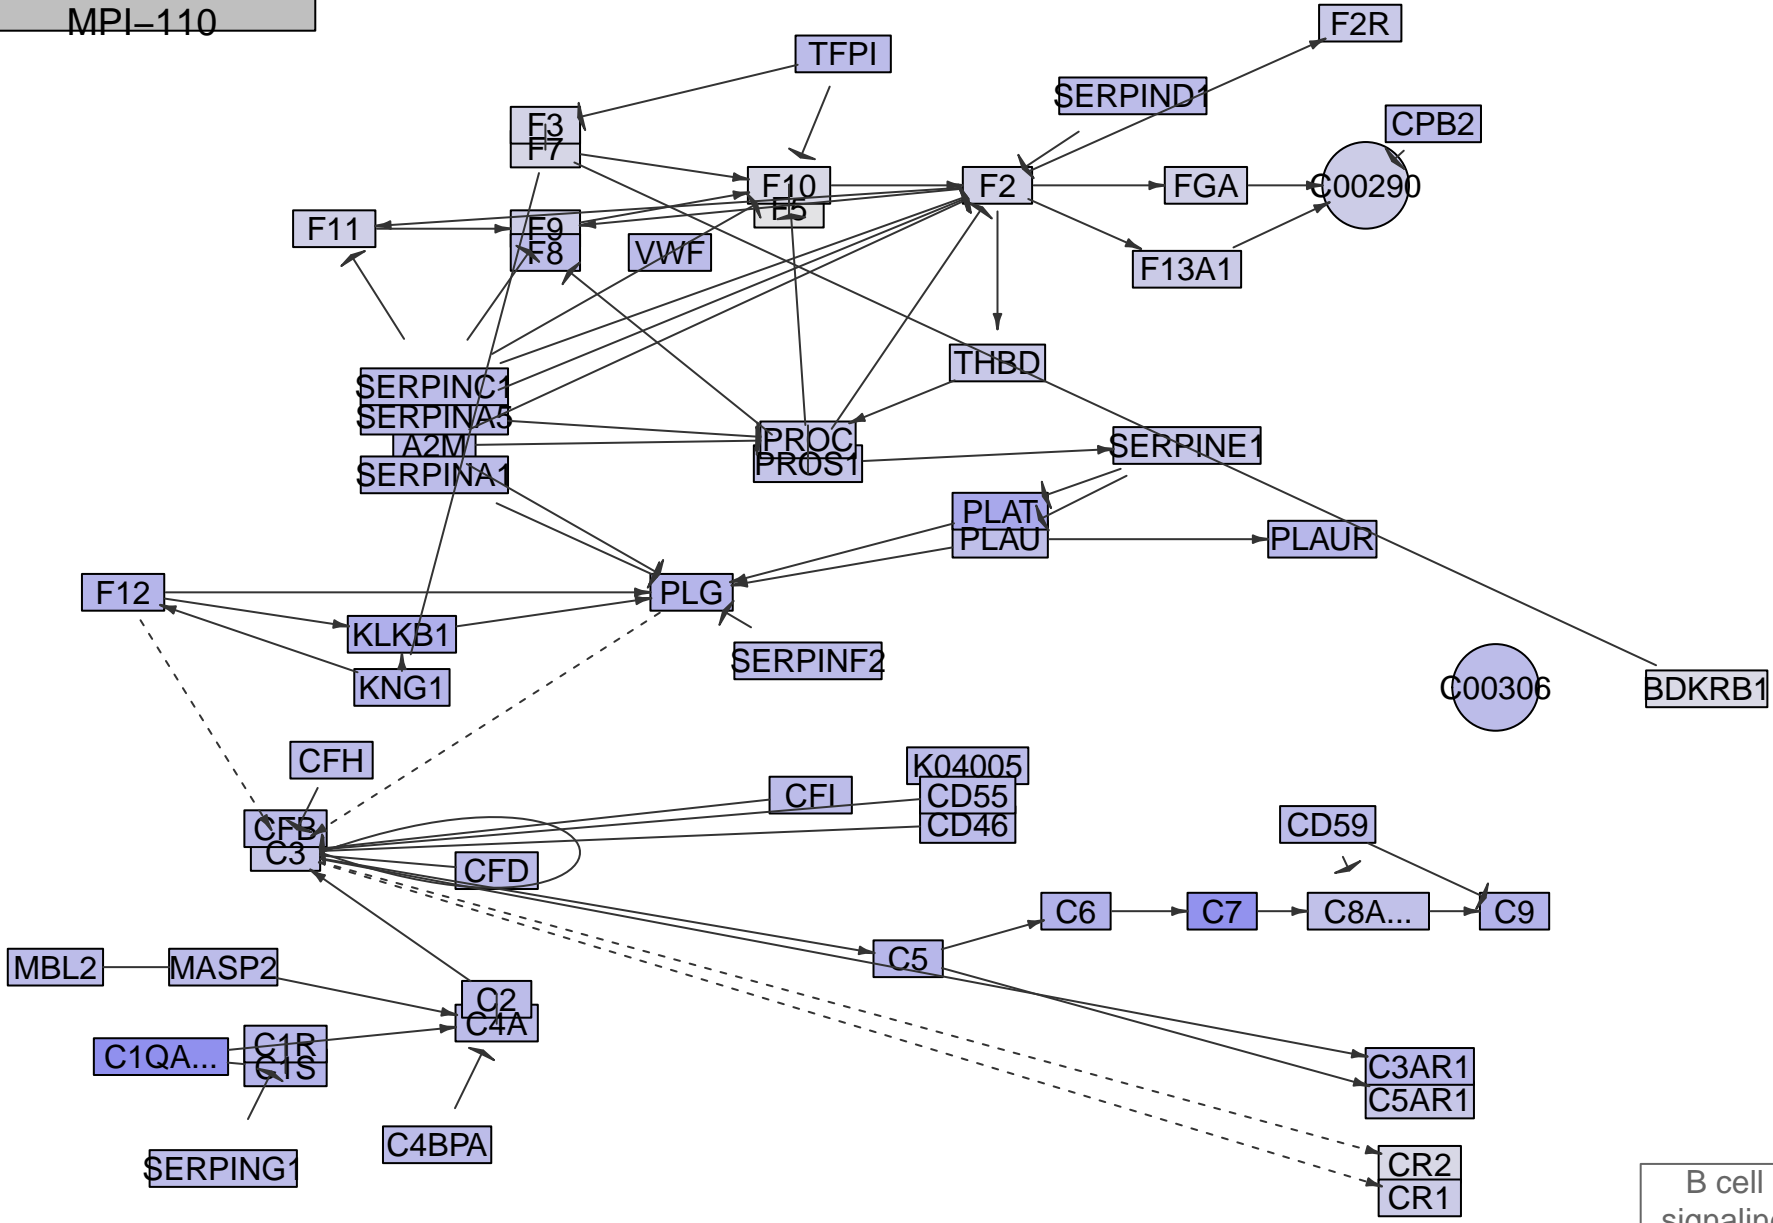 MPI–110
F2R
TFPI
SERPIND1
CPB2
F3
F7
F10
F5
F2
FGA
C00290
F11
F9
F8
VWF
F13A1
THBD
SERPINC1
SERPINA5
A2M
SERPINA1
PROC
PROS1
SERPINE1
PLAT
PLAU
PLAUR
F12
PLG
KLKB1
SERPINF2
KNG1
C00306
BDKRB1
CFH
K04005
CD55
CD46
CFI
CFB
C3
CFD
CD59
C6
C7
C8A...
C9
C5
MBL2
MASP2
C2
C4A
C1QA...
C1R
C1S
C3AR1
C5AR1
C4BPA
SERPING1
CR2
CR1
B cell